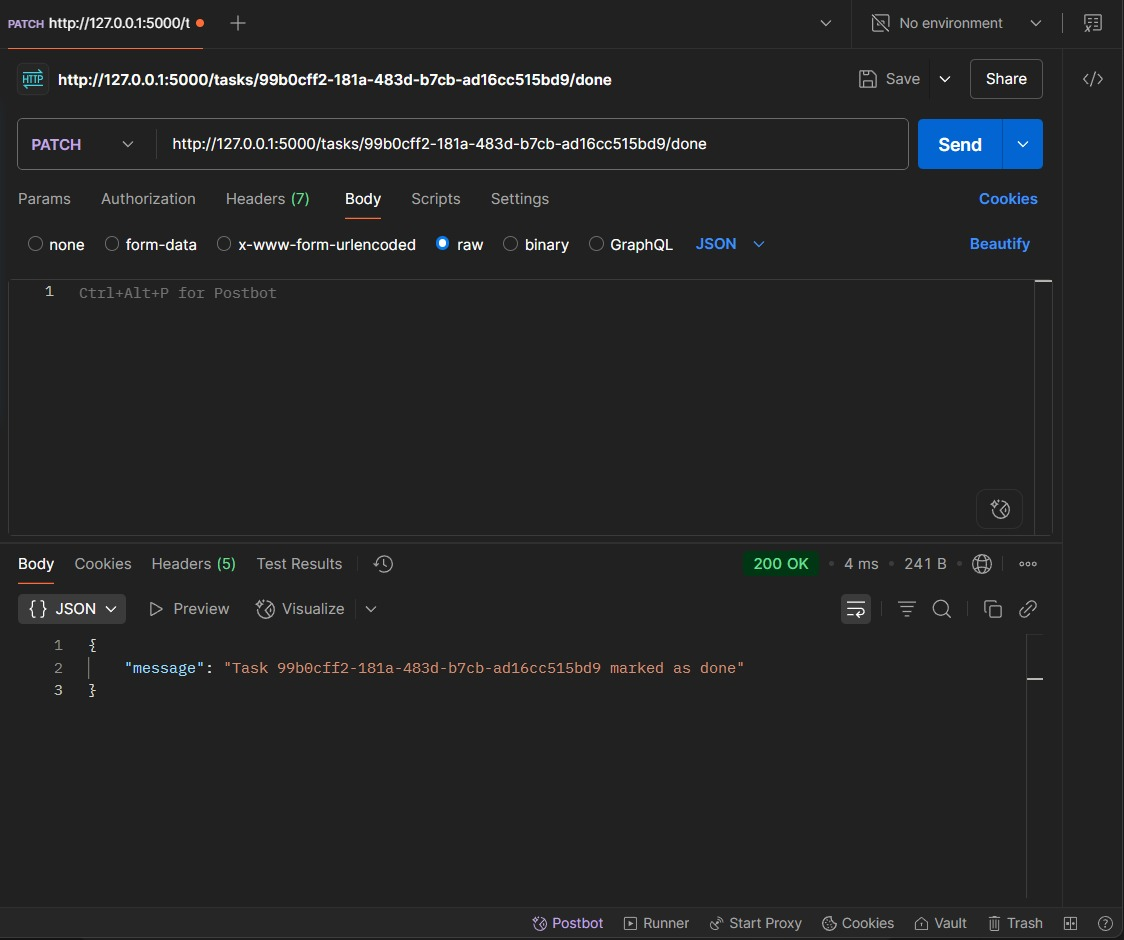 PATCH http://127.0.0.1:5000/t
No environment
HTTP http://127.0.0.1:5000/tasks/99b0cff2-181a-483d-b7cb-ad16cc515bd9/done
Save
Share
PATCH http://127.0.0.1:5000/tasks/99b0cff2-181a-483d-b7cb-ad16cc515bd9/done
Send
Params Authorization Headers (7) Body Scripts Settings Cookies
none form-data x-www-form-urlencoded raw binary GraphQL JSON Beautify
1 Ctrl+Alt+P for Postbot
Body Cookies Headers (5) Test Results 200 OK • 4 ms • 241 B •
{} JSON Preview Visualize
1 {
2 "message": "Task 99b0cff2-181a-483d-b7cb-ad16cc515bd9 marked as done"
3 }
Postbot Runner Start Proxy Cookies Vault Trash